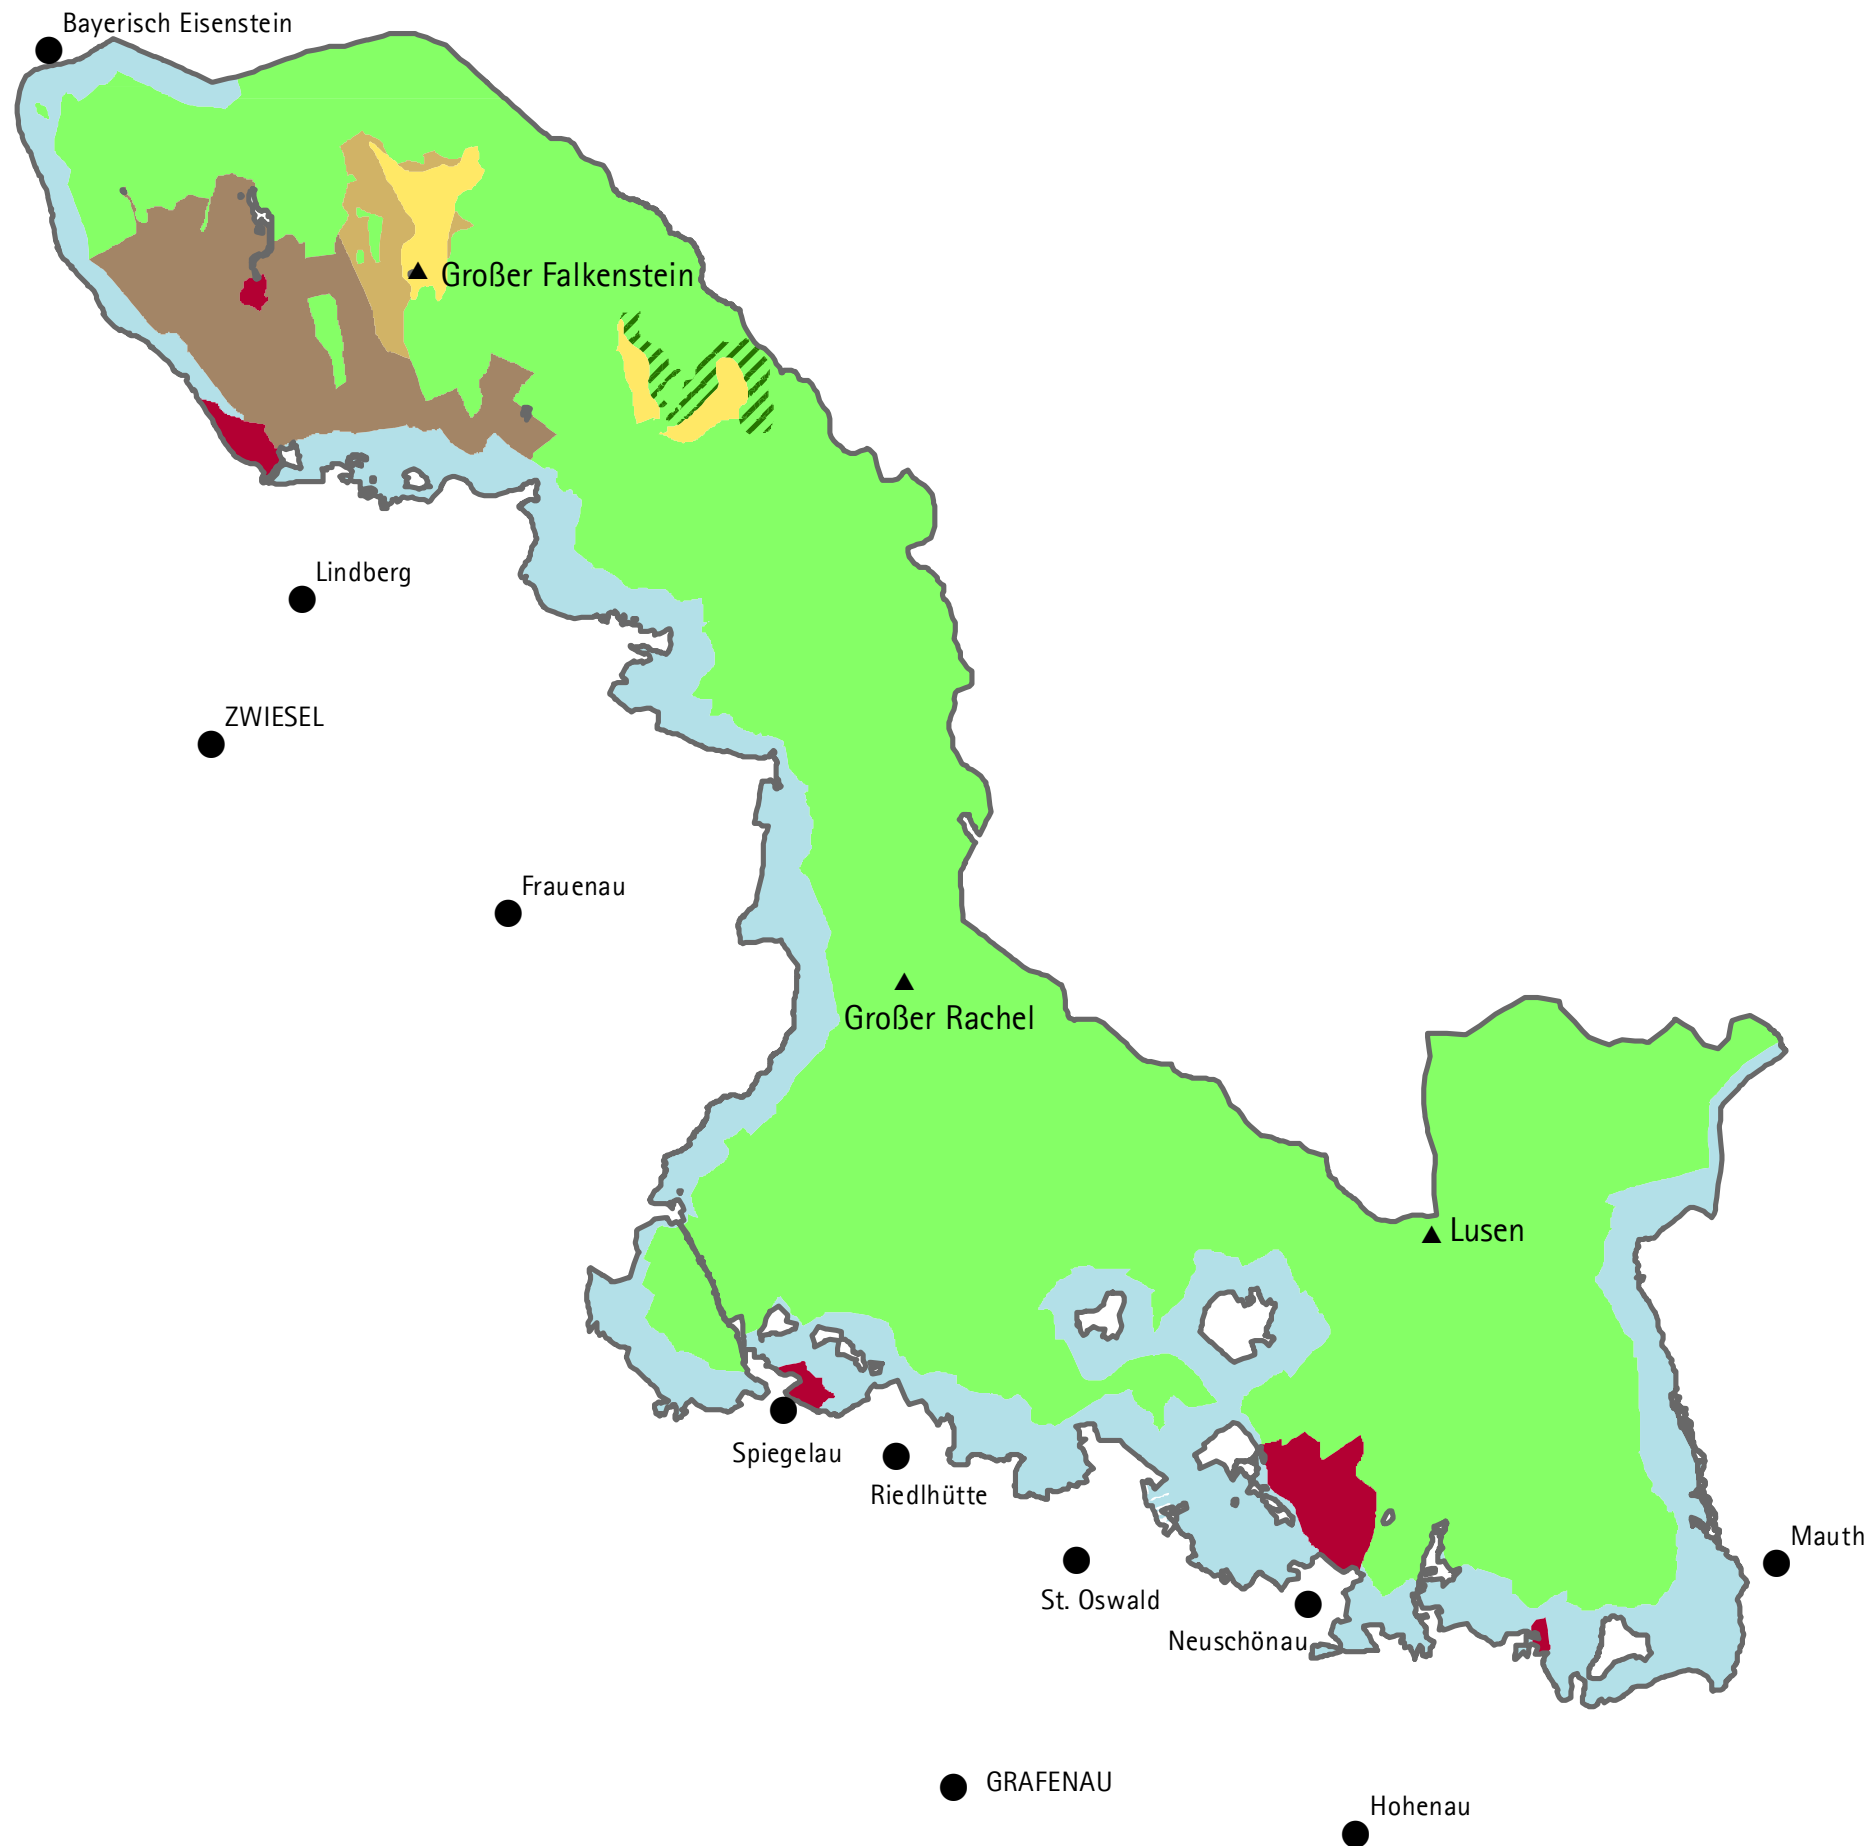 Bayerisch Eisenstein
Großer Falkenstein
Lindberg
ZWIESEL
Frauenau
Großer Rachel
Lusen
Spiegelau
Riedlhütte
Mauth
St. Oswald
Neuschönau
GRAFENAU
Hohenau